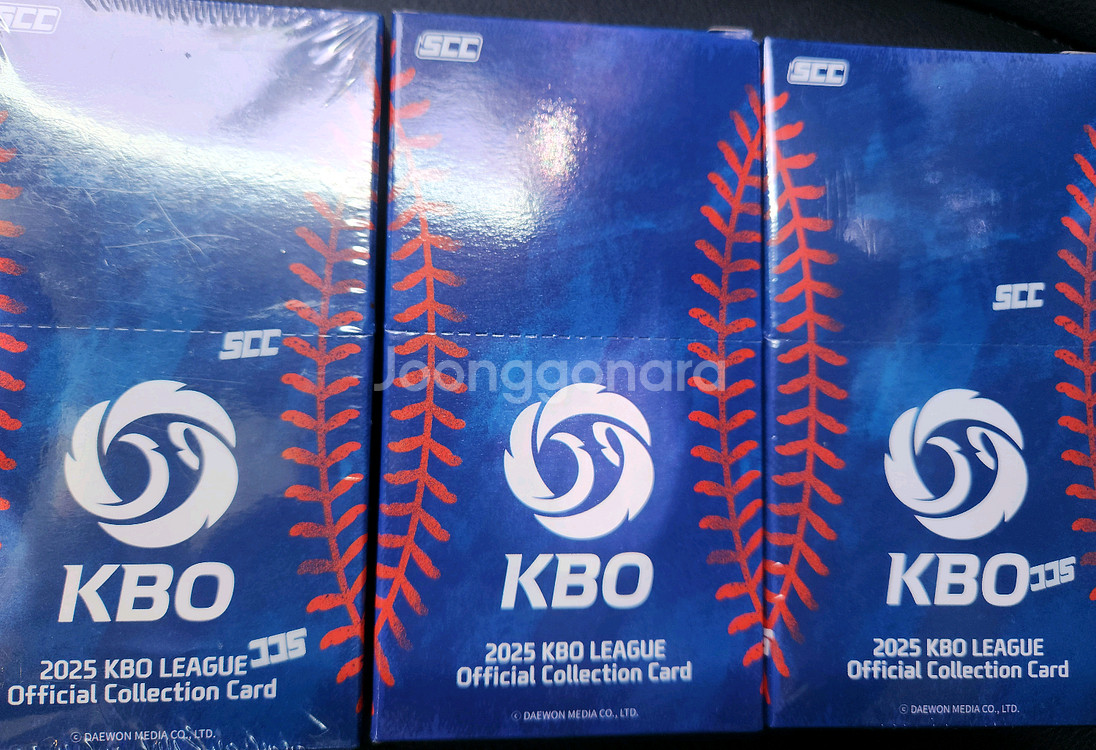 SCC
SCC
SCC
SCC
SCC
Joonggonara
KBO
2025 KBO LEAGUE
Official Collection Card
© DAEWON MEDIA CO., LTD.
KBO
2025 KBO LEAGUE
Official Collection Card
© DAEWON MEDIA CO., LTD.
KBO
2025 KBO LEAGUE
Official Collection Card
© DAEWON MEDIA CO., LTD.
SCC
SCC